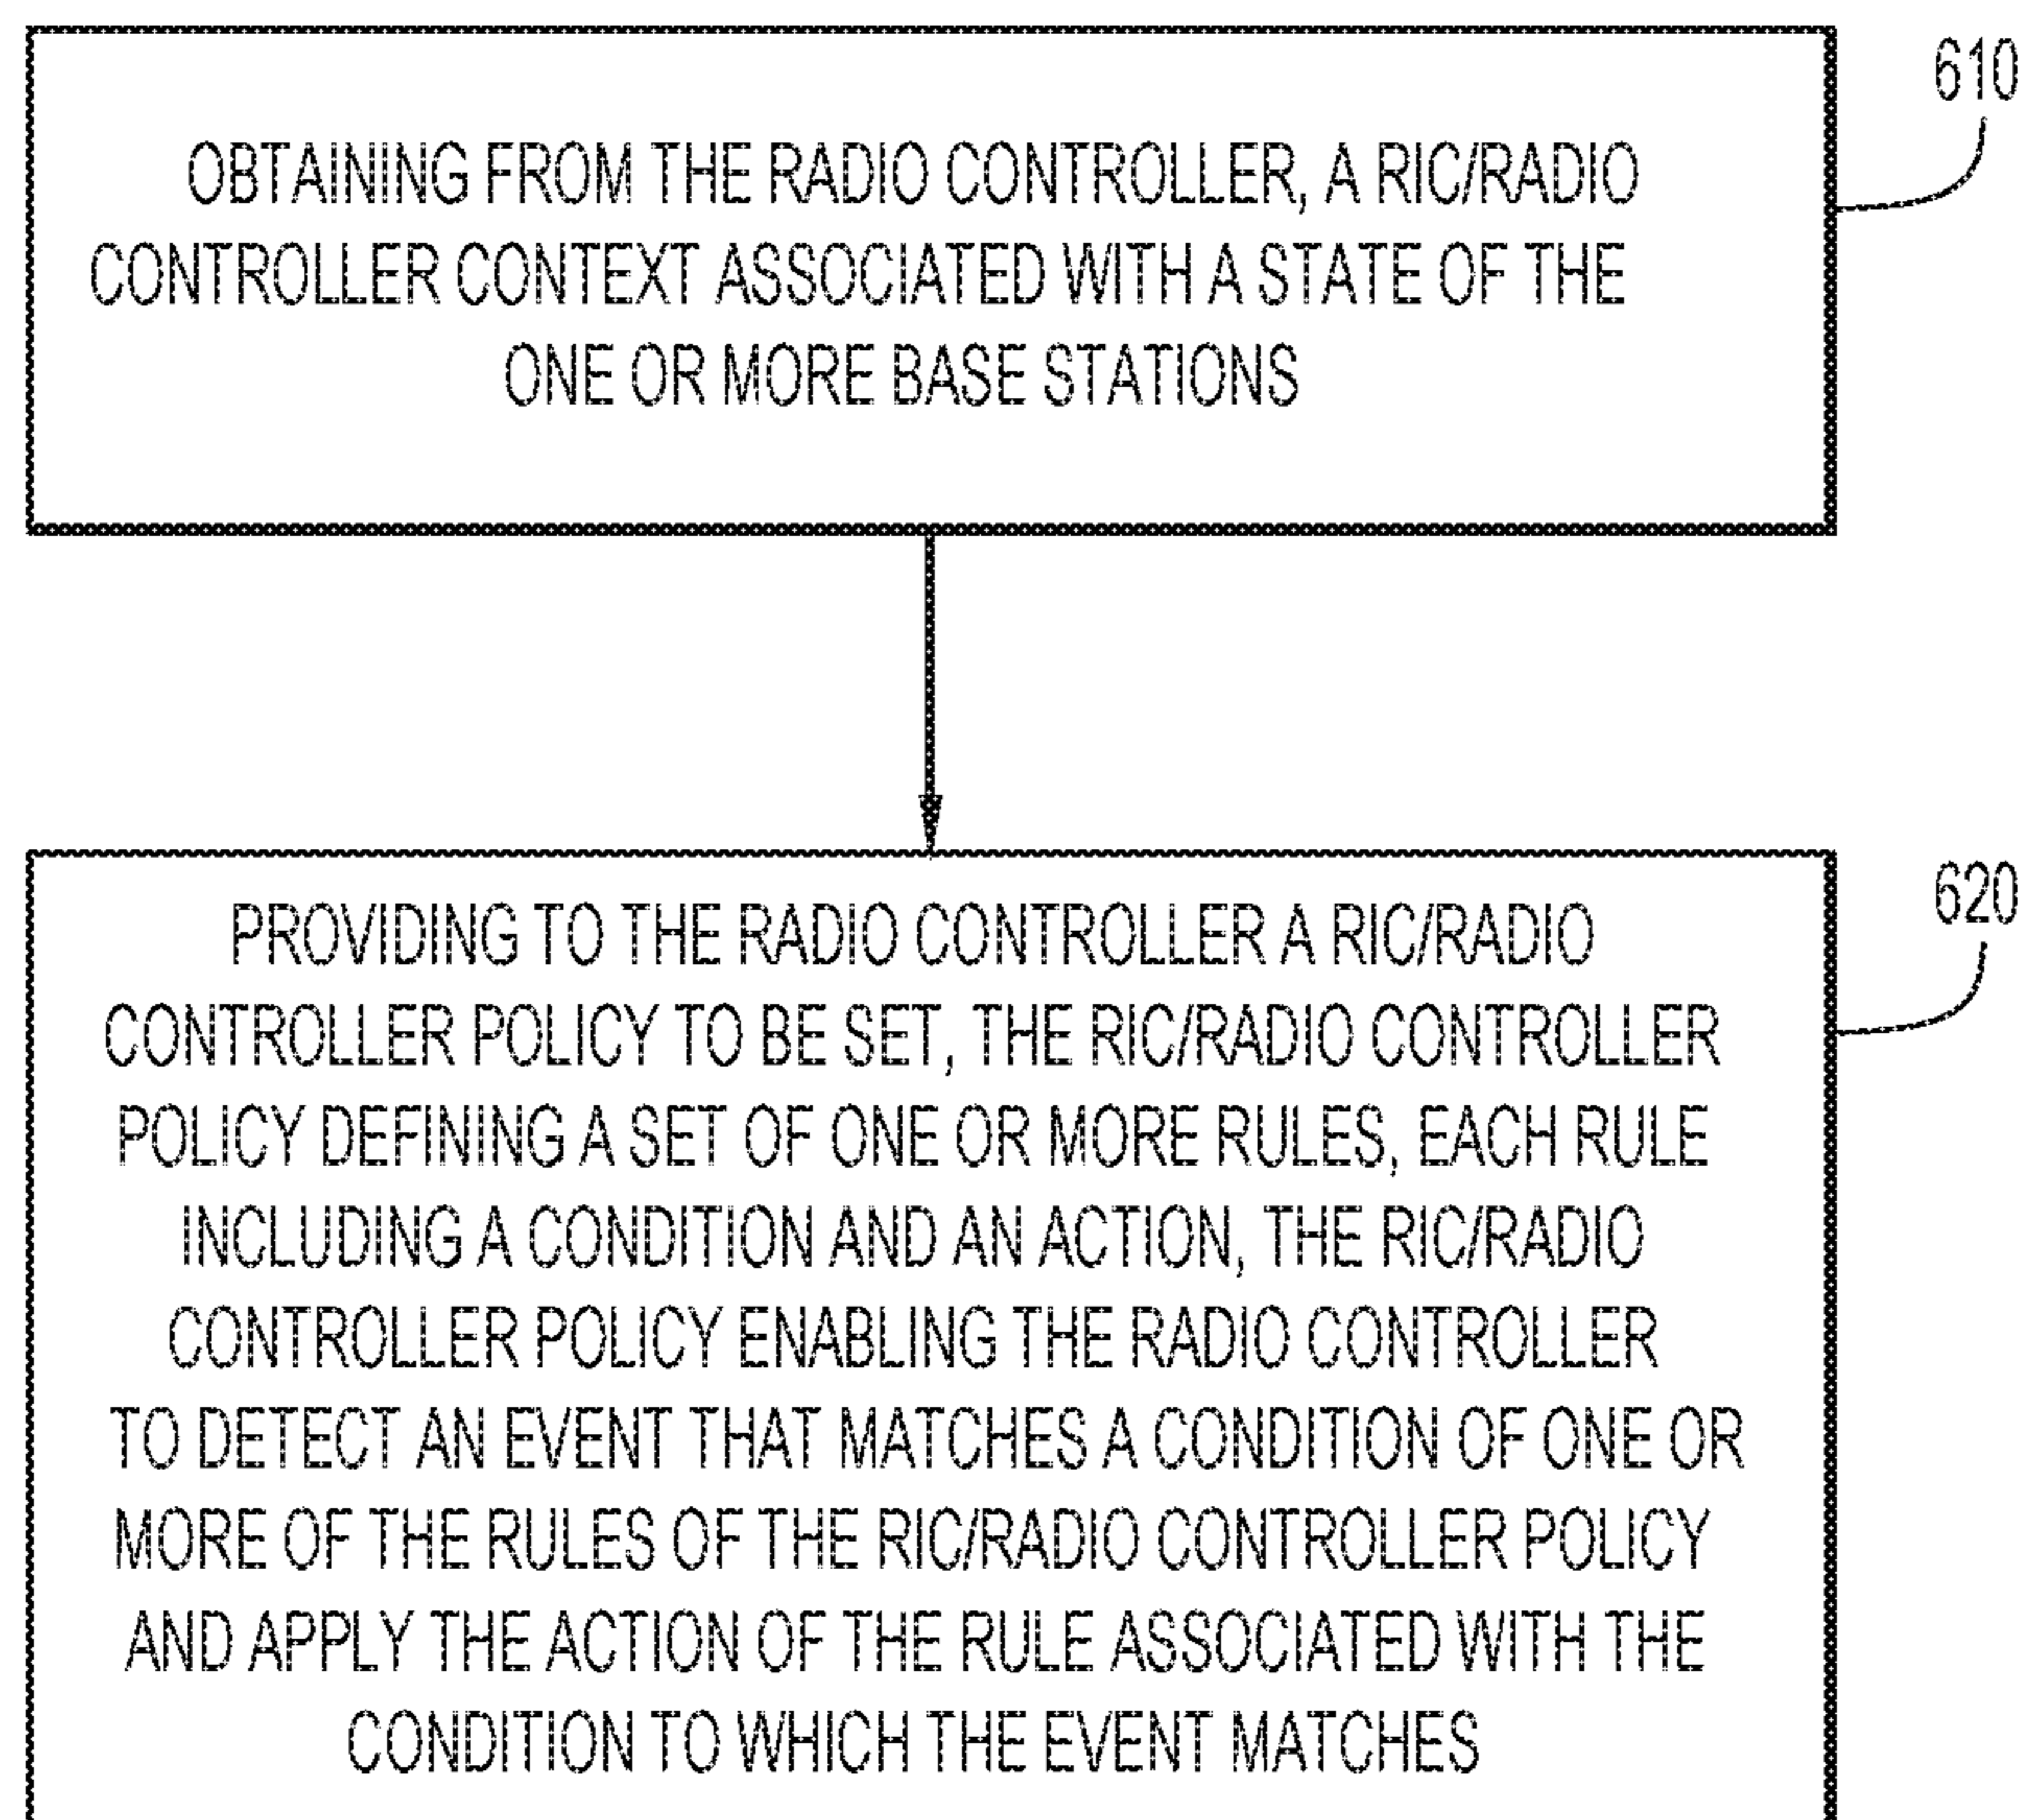 610
OBTAINING FROM THE RADIO CONTROLLER, A RIC/RADIO
CONTROLLER CONTEXT ASSOCIATED WITH A STATE OF THE
ONE OR MORE BASE STATIONS
620
PROVIDING TO THE RADIO CONTROLLER A RIC/RADIO
CONTROLLER POLICY TO BE SET, THE RIC/RADIO CONTROLLER
POLICY DEFINING A SET OF ONE OR MORE RULES, EACH RULE
INCLUDING A CONDITION AND AN ACTION, THE RIC/RADIO
CONTROLLER POLICY ENABLING THE RADIO CONTROLLER
TO DETECT AN EVENT THAT MATCHES A CONDITION OF ONE OR
MORE OF THE RULES OF THE RIC/RADIO CONTROLLER POLICY
AND APPLY THE ACTION OF THE RULE ASSOCIATED WITH THE
CONDITION TO WHICH THE EVENT MATCHES